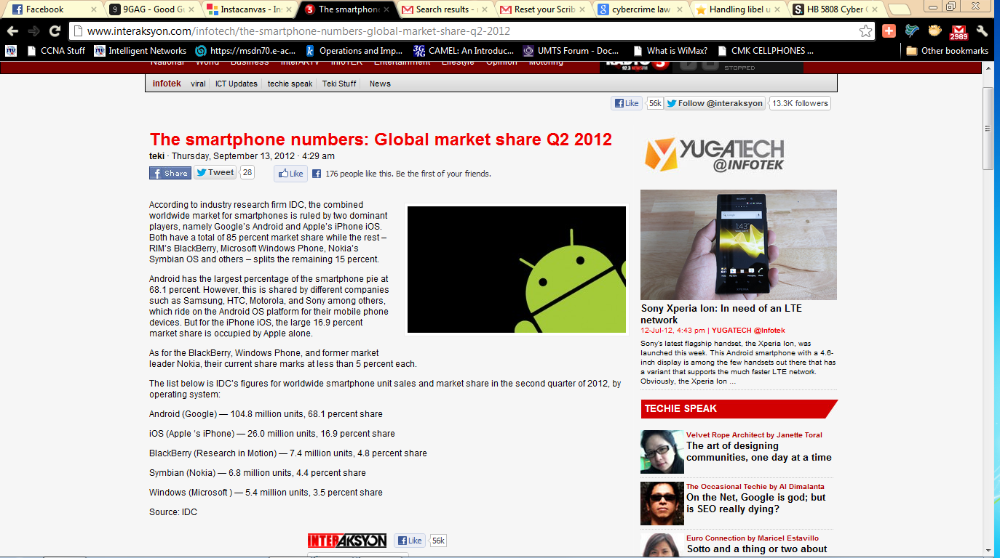 Facebook
9GAG - Good G
Instacanvas - Ins
The smartphone
Search results -
Reset your Scrib
cybercrime law
Handling libel u
HB 5808 Cyber C
www.interaksyon.com/infotech/the-smartphone-numbers-global-market-share-q2-2012
2989
CCNA Stuff
Intelligent Networks
https://msdn70.e-ac...
Operations and Imp...
CAMEL: An Introduc...
UMTS Forum - Doc...
What is WiMax?
CMK CELLPHONES ...
Other bookmarks
National World Business InterAKTV InfoTEK Entertainment Lifestyle Opinion Motoring
RADYO 5
92.3 NEWS FM
STOPPED
infotek viral ICT Updates techie speak Teki Stuff News
Like 56k Follow @interaksyon 13.3K followers
The smartphone numbers: Global market share Q2 2012
teki · Thursday, September 13, 2012 · 4:29 am
Share Tweet 28 Like 176 people like this. Be the first of your friends.
According to industry research firm IDC, the combined
worldwide market for smartphones is ruled by two dominant
players, namely Google's Android and Apple's iPhone iOS.
Both have a total of 85 percent market share while the rest –
RIM's BlackBerry, Microsoft Windows Phone, Nokia's
Symbian OS and others – splits the remaining 15 percent.
Android has the largest percentage of the smartphone pie at
68.1 percent. However, this is shared by different companies
such as Samsung, HTC, Motorola, and Sony among others,
which ride on the Android OS platform for their mobile phone
devices. But for the iPhone iOS, the large 16.9 percent
market share is occupied by Apple alone.
As for the BlackBerry, Windows Phone, and former market
leader Nokia, their current share marks at less than 5 percent each.
The list below is IDC's figures for worldwide smartphone unit sales and market share in the second quarter of 2012, by
operating system:
Android (Google) — 104.8 million units, 68.1 percent share
iOS (Apple 's iPhone) — 26.0 million units, 16.9 percent share
BlackBerry (Research in Motion) — 7.4 million units, 4.8 percent share
Symbian (Nokia) — 6.8 million units, 4.4 percent share
Windows (Microsoft ) — 5.4 million units, 3.5 percent share
Source: IDC
INTERAKSYON Like 56k
YUGATECH
@INFOTEK
SONY
Google
1:43
XPERIA
Sony Xperia Ion: In need of an LTE
network
12-Jul-12, 4:43 pm | YUGATECH @Infotek
Sony's latest flagship handset, the Xperia Ion, was
launched this week. This Android smartphone with a 4.6-
inch display is among the few handsets out there that has
a variant that supports the much faster LTE network.
Obviously, the Xperia Ion ...
TECHIE SPEAK
Velvet Rope Architect by Janette Toral
The art of designing
communities, one day at a time
The Occasional Techie by Al Dimalanta
On the Net, Google is god; but
is SEO really dying?
Euro Connection by Maricel Estavillo
Sotto and a thing or two about